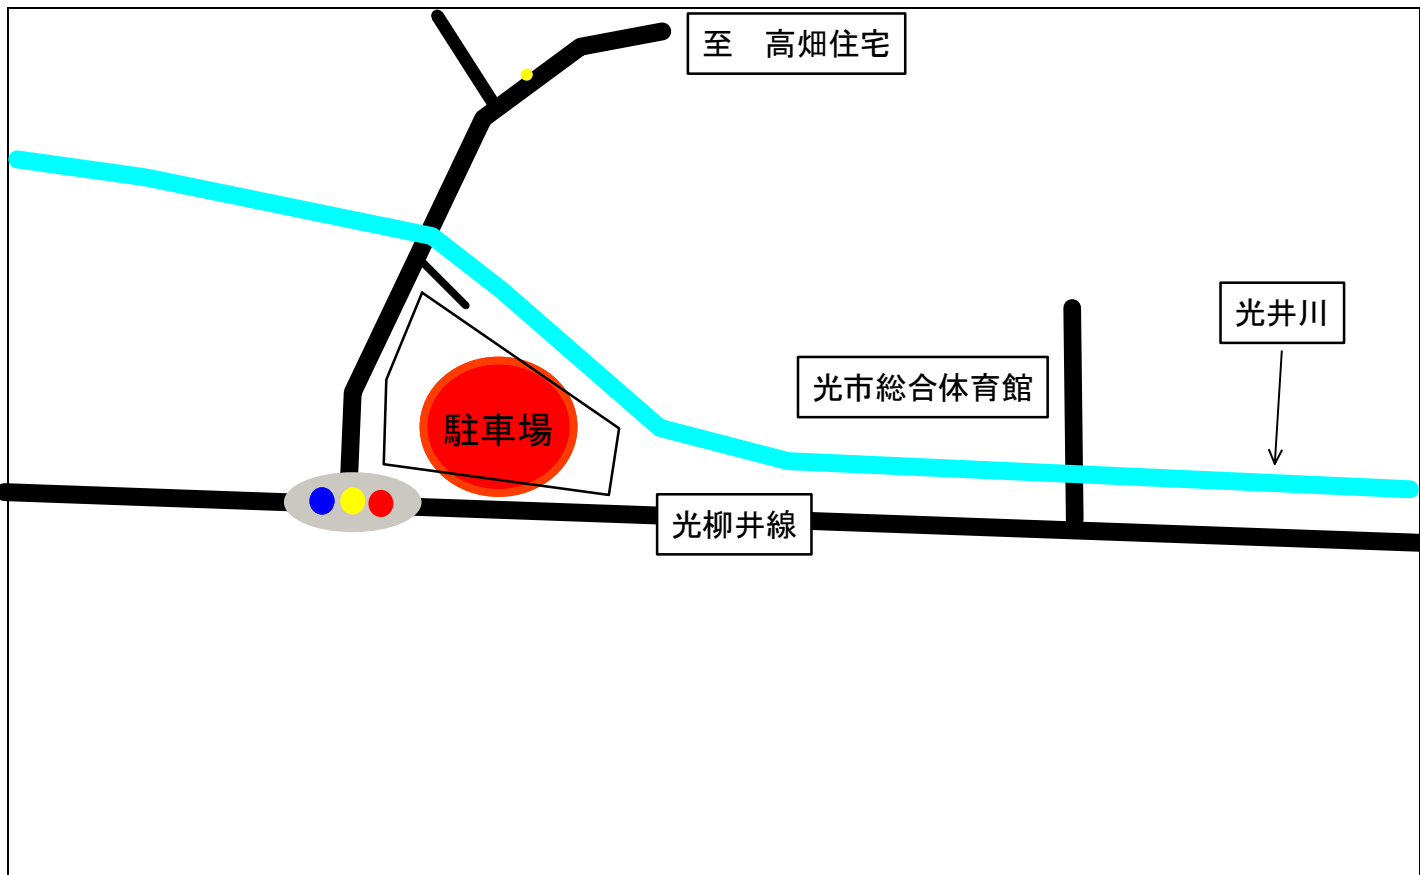 至　高畑住宅
光井川
光市総合体育館
駐車場
光柳井線